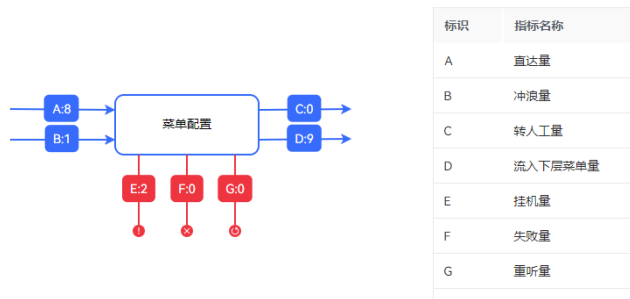 A:8
B:1
菜单配置
C:0
D:9
E:2
F:0
G:0
标识 指标名称
A 直达量
B 冲浪量
C 转人工量
D 流入下层菜单量
E 挂机量
F 失败量
G 重听量